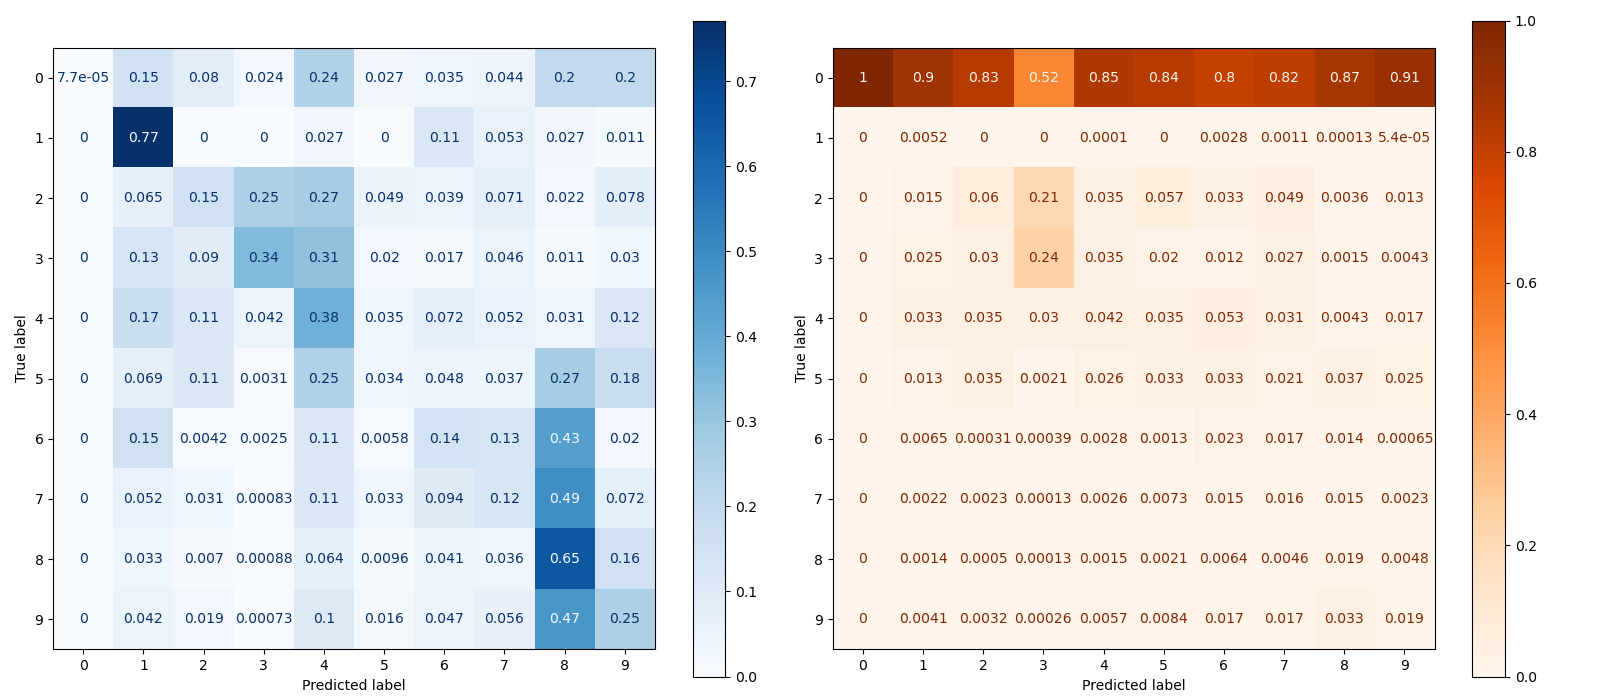 0 7.7e-05 0.15 0.08 0.024 0.24 0.027 0.035 0.044 0.2 0.2
1 0 0.77 0 0 0.027 0 0.11 0.053 0.027 0.011
2 0 0.065 0.15 0.25 0.27 0.049 0.039 0.071 0.022 0.078
3 0 0.13 0.09 0.34 0.31 0.02 0.017 0.046 0.011 0.03
4 0 0.17 0.11 0.042 0.38 0.035 0.072 0.052 0.031 0.12
5 0 0.069 0.11 0.0031 0.25 0.034 0.048 0.037 0.27 0.18
6 0 0.15 0.0042 0.0025 0.11 0.0058 0.14 0.13 0.43 0.02
7 0 0.052 0.031 0.00083 0.11 0.033 0.094 0.12 0.49 0.072
8 0 0.033 0.007 0.00088 0.064 0.0096 0.041 0.036 0.65 0.16
9 0 0.042 0.019 0.00073 0.1 0.016 0.047 0.056 0.47 0.25
0 1 2 3 4 5 6 7 8 9
Predicted label
True label
0.7
0.6
0.5
0.4
0.3
0.2
0.1
0.0
0 1 0.9 0.83 0.52 0.85 0.84 0.8 0.82 0.87 0.91
1 0 0.0052 0 0 0.0001 0 0.0028 0.0011 0.00013 5.4e-05
2 0 0.015 0.06 0.21 0.035 0.057 0.033 0.049 0.0036 0.013
3 0 0.025 0.03 0.24 0.035 0.02 0.012 0.027 0.0015 0.0043
4 0 0.033 0.035 0.03 0.042 0.035 0.053 0.031 0.0043 0.017
5 0 0.013 0.035 0.0021 0.026 0.033 0.033 0.021 0.037 0.025
6 0 0.0065 0.00031 0.00039 0.0028 0.0013 0.023 0.017 0.014 0.00065
7 0 0.0022 0.0023 0.00013 0.0026 0.0073 0.015 0.016 0.015 0.0023
8 0 0.0014 0.0005 0.00013 0.0015 0.0021 0.0064 0.0046 0.019 0.0048
9 0 0.0041 0.0032 0.00026 0.0057 0.0084 0.017 0.017 0.033 0.019
0 1 2 3 4 5 6 7 8 9
Predicted label
True label
1.0
0.8
0.6
0.4
0.2
0.0